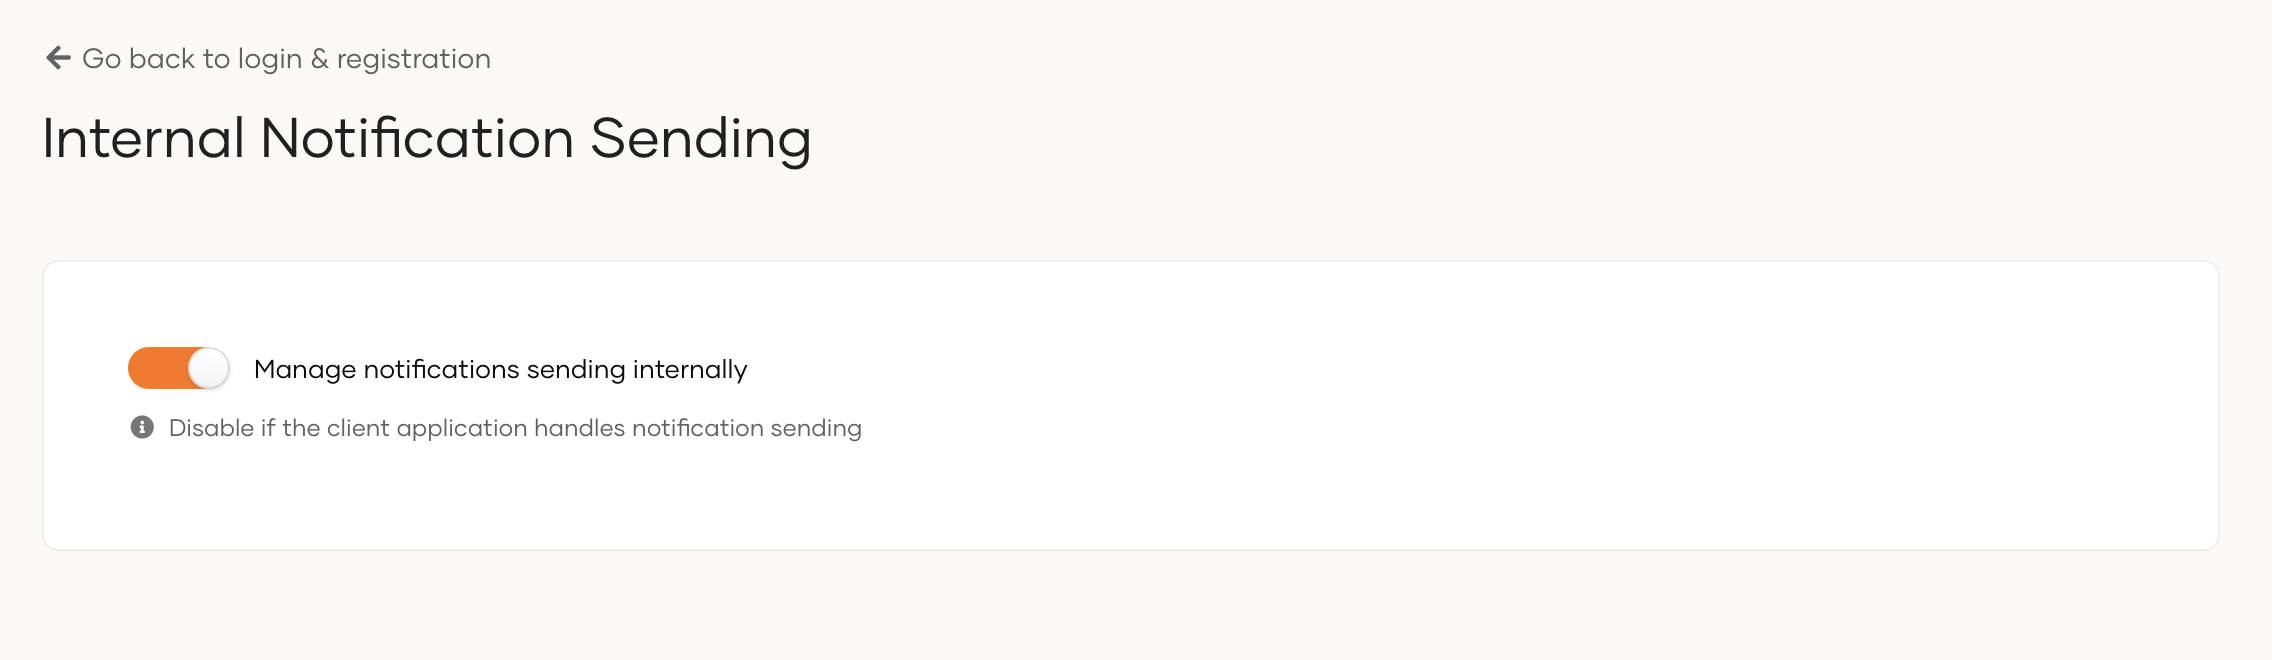 Go back to login & registration
Internal Notification Sending
Manage notifications sending internally
Disable if the client application handles notification sending